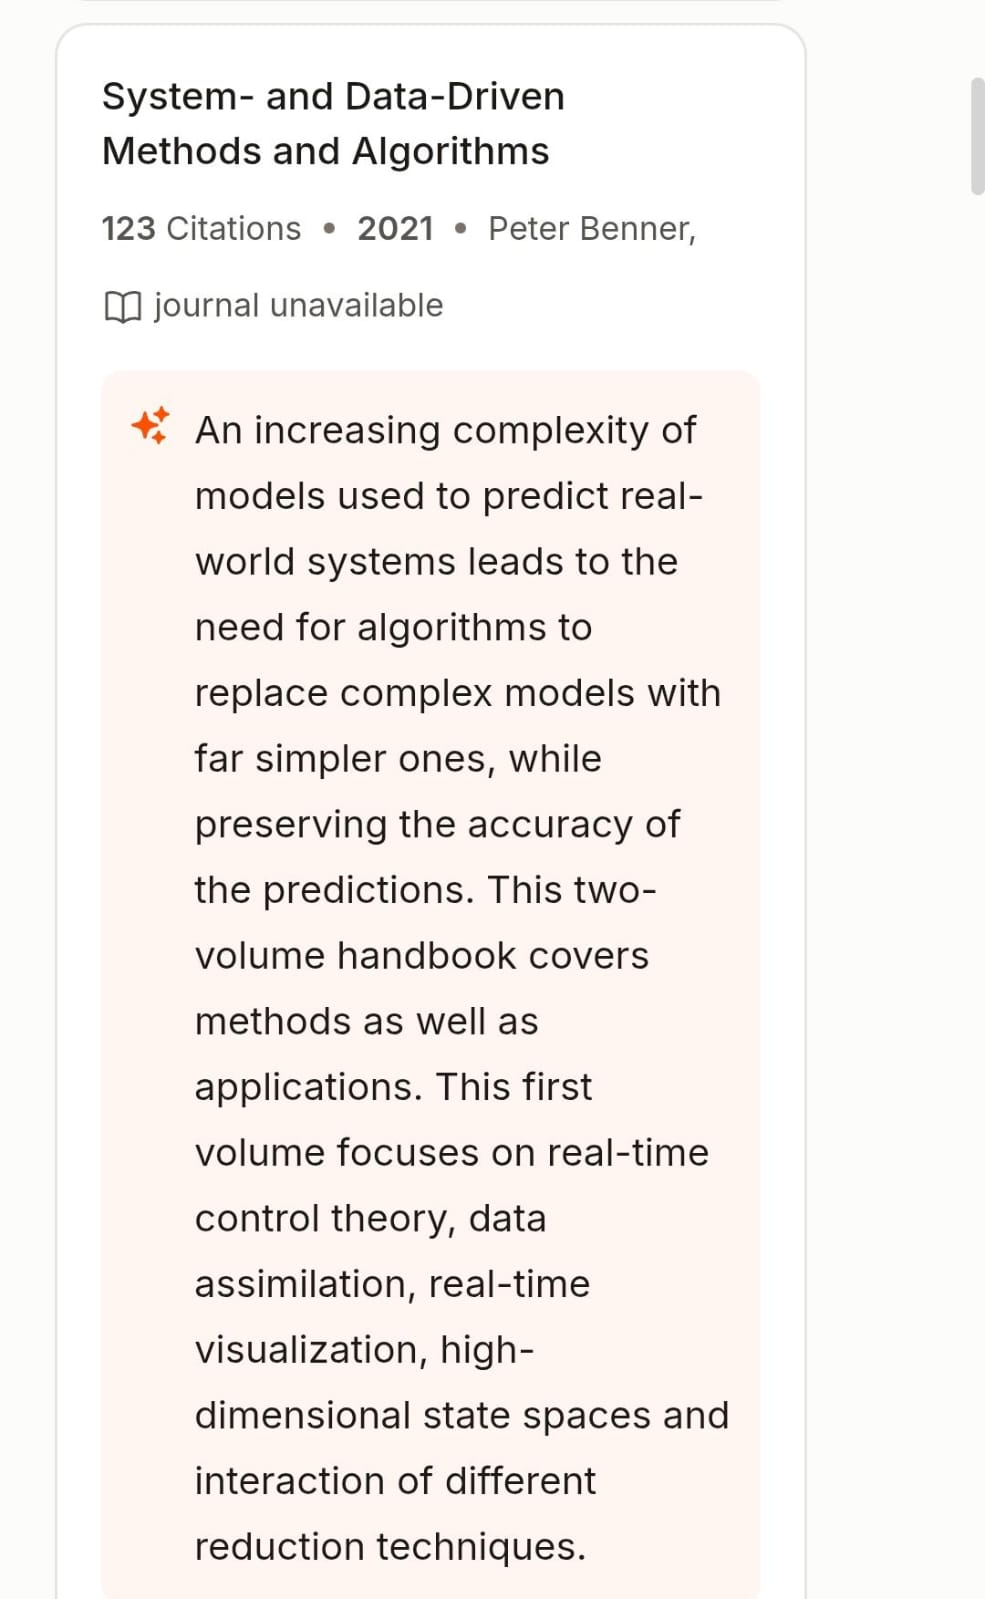 System- and Data-Driven
Methods and Algorithms
123 Citations • 2021 • Peter Benner,
journal unavailable
An increasing complexity of
models used to predict real-
world systems leads to the
need for algorithms to
replace complex models with
far simpler ones, while
preserving the accuracy of
the predictions. This two-
volume handbook covers
methods as well as
applications. This first
volume focuses on real-time
control theory, data
assimilation, real-time
visualization, high-
dimensional state spaces and
interaction of different
reduction techniques.